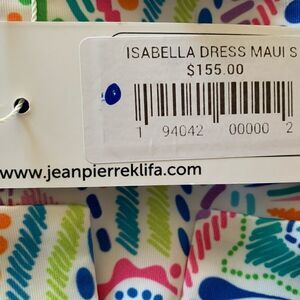 ISABELLA DRESS MAUI S
$155.00
1 94042 00000 2
www.jeanpierreklifa.com